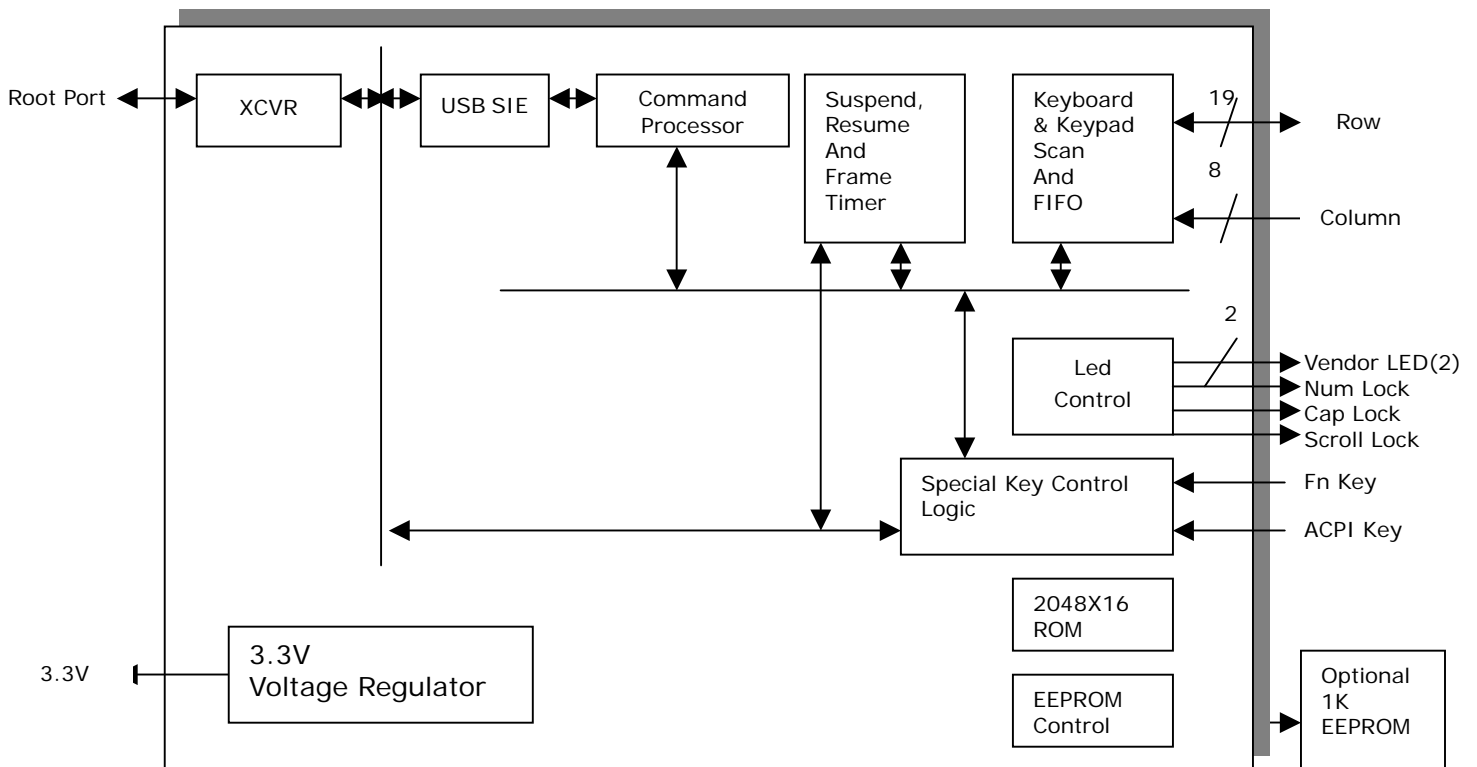 Root Port
XCVR
USB SIE
Command
Processor
Suspend,
Resume
And
Frame
Timer
Keyboard
& Keypad
Scan
And
FIFO
19
Row
8
Column
2
Led
Control
Vendor LED(2)
Num Lock
Cap Lock
Scroll Lock
Special Key Control
Logic
Fn Key
ACPI Key
2048X16
ROM
3.3V
3.3V
Voltage Regulator
EEPROM
Control
Optional
1K
EEPROM